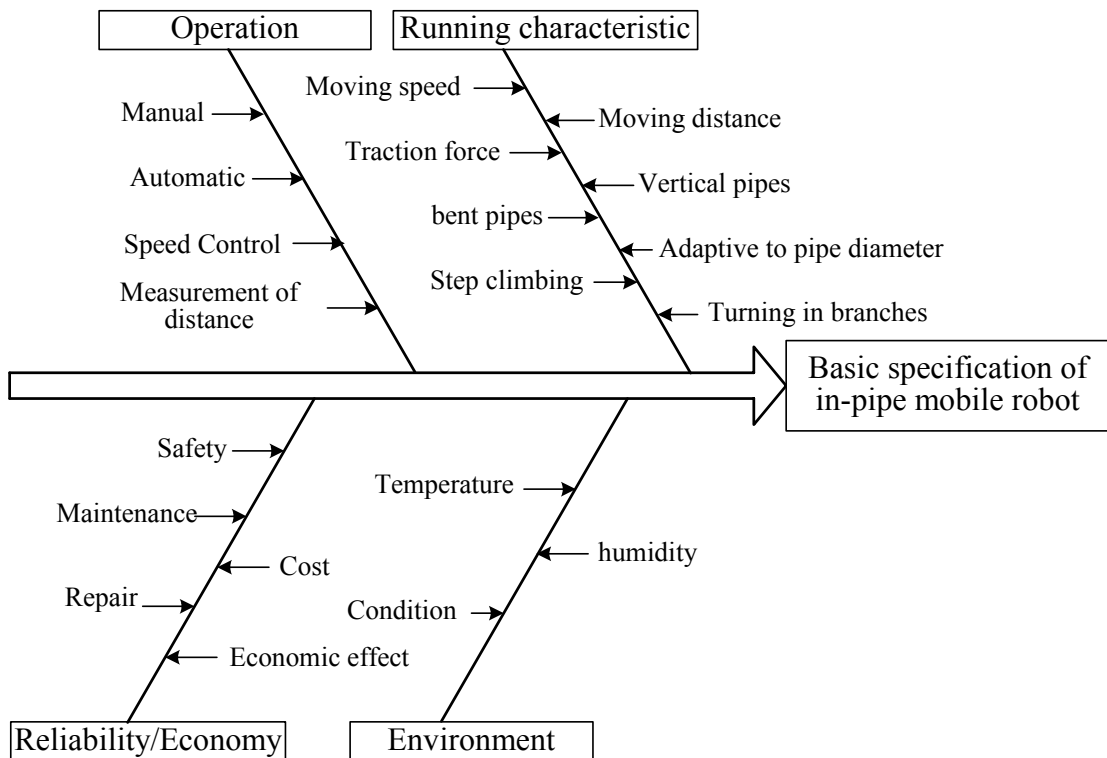 Operation
Running characteristic
Manual
Automatic
Speed Control
Measurement of
distance
Moving speed
Moving distance
Traction force
Vertical pipes
bent pipes
Adaptive to pipe diameter
Step climbing
Turning in branches
Basic specification of
in-pipe mobile robot
Safety
Maintenance
Cost
Repair
Economic effect
Temperature
humidity
Condition
Reliability/Economy
Environment